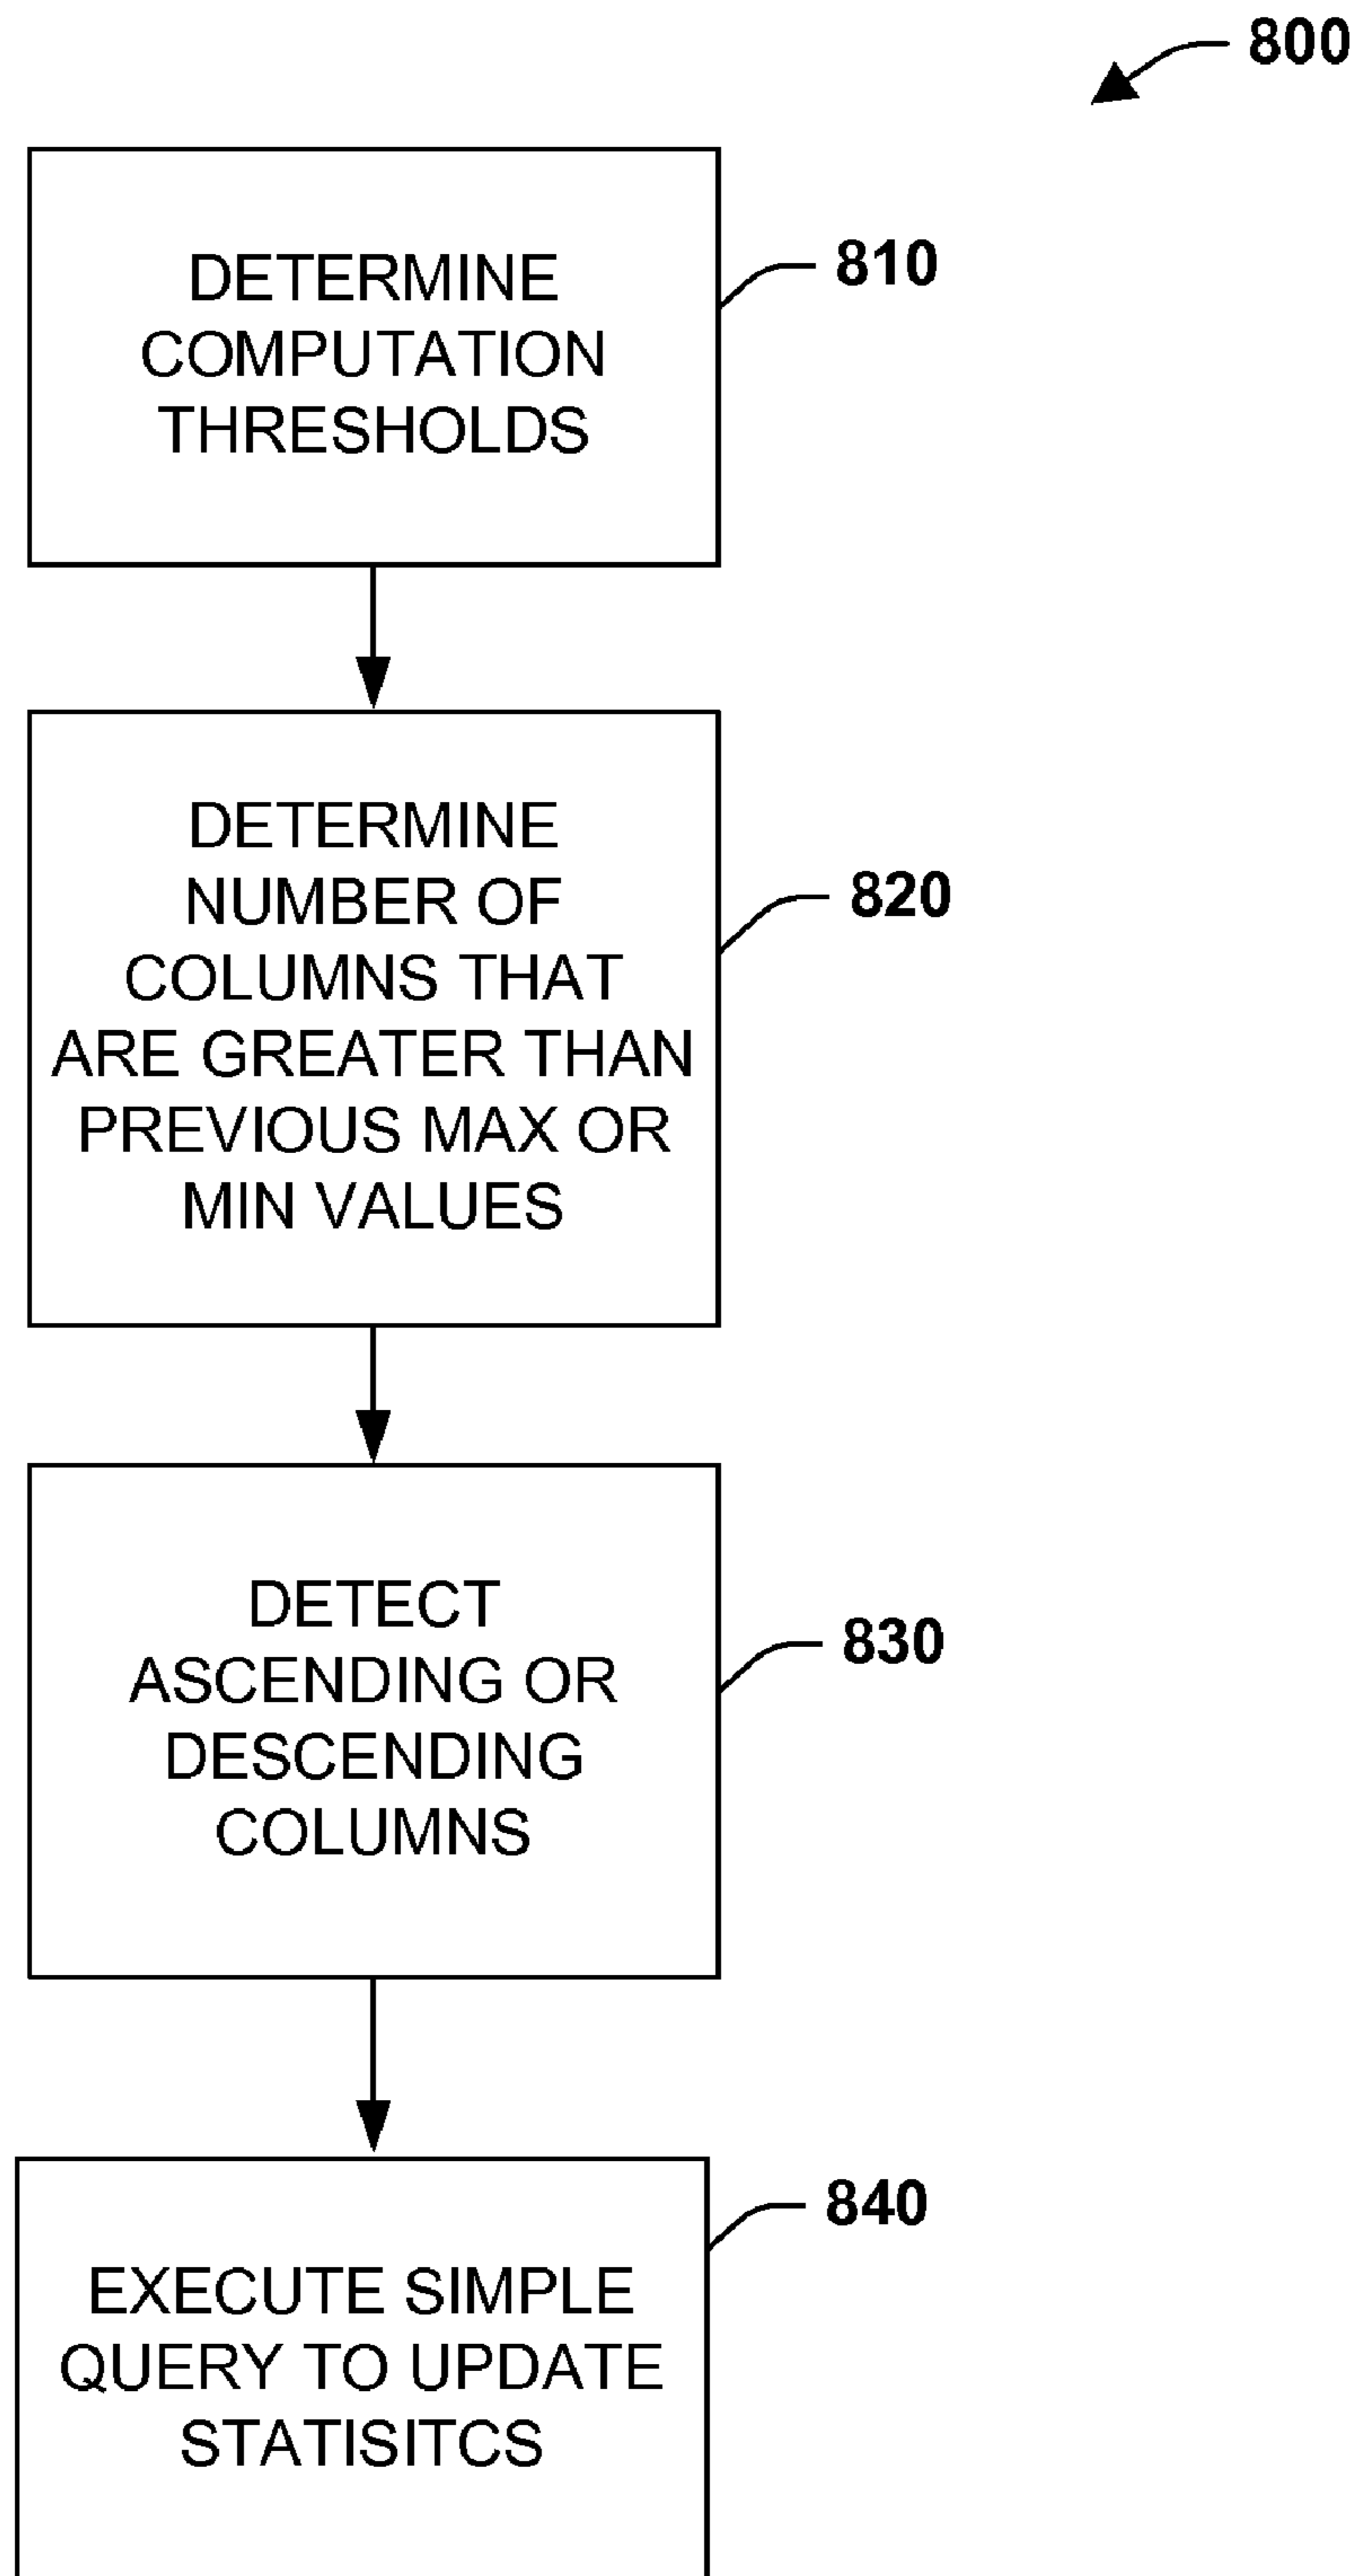 800
DETERMINE
COMPUTATION
THRESHOLDS
810
DETERMINE
NUMBER OF
COLUMNS THAT
ARE GREATER THAN
PREVIOUS MAX OR
MIN VALUES
820
DETECT
ASCENDING OR
DESCENDING
COLUMNS
830
EXECUTE SIMPLE
QUERY TO UPDATE
STATISITCS
840